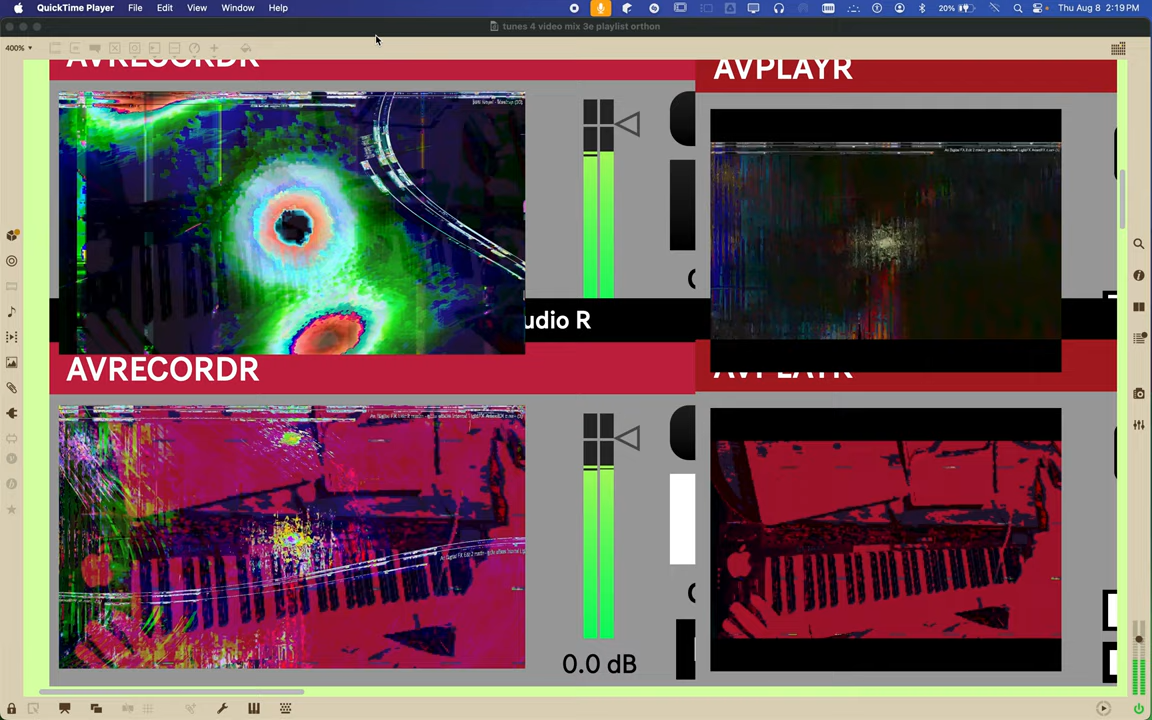 QuickTime Player File Edit View Window Help 20% Thu Aug 8 2:19 PM
tunes 4 video mix 3e playlist orthon
400%
AVRECORDR
AVPLAYR
udio R
AVRECORDR
AVPLAYR
0.0 dB